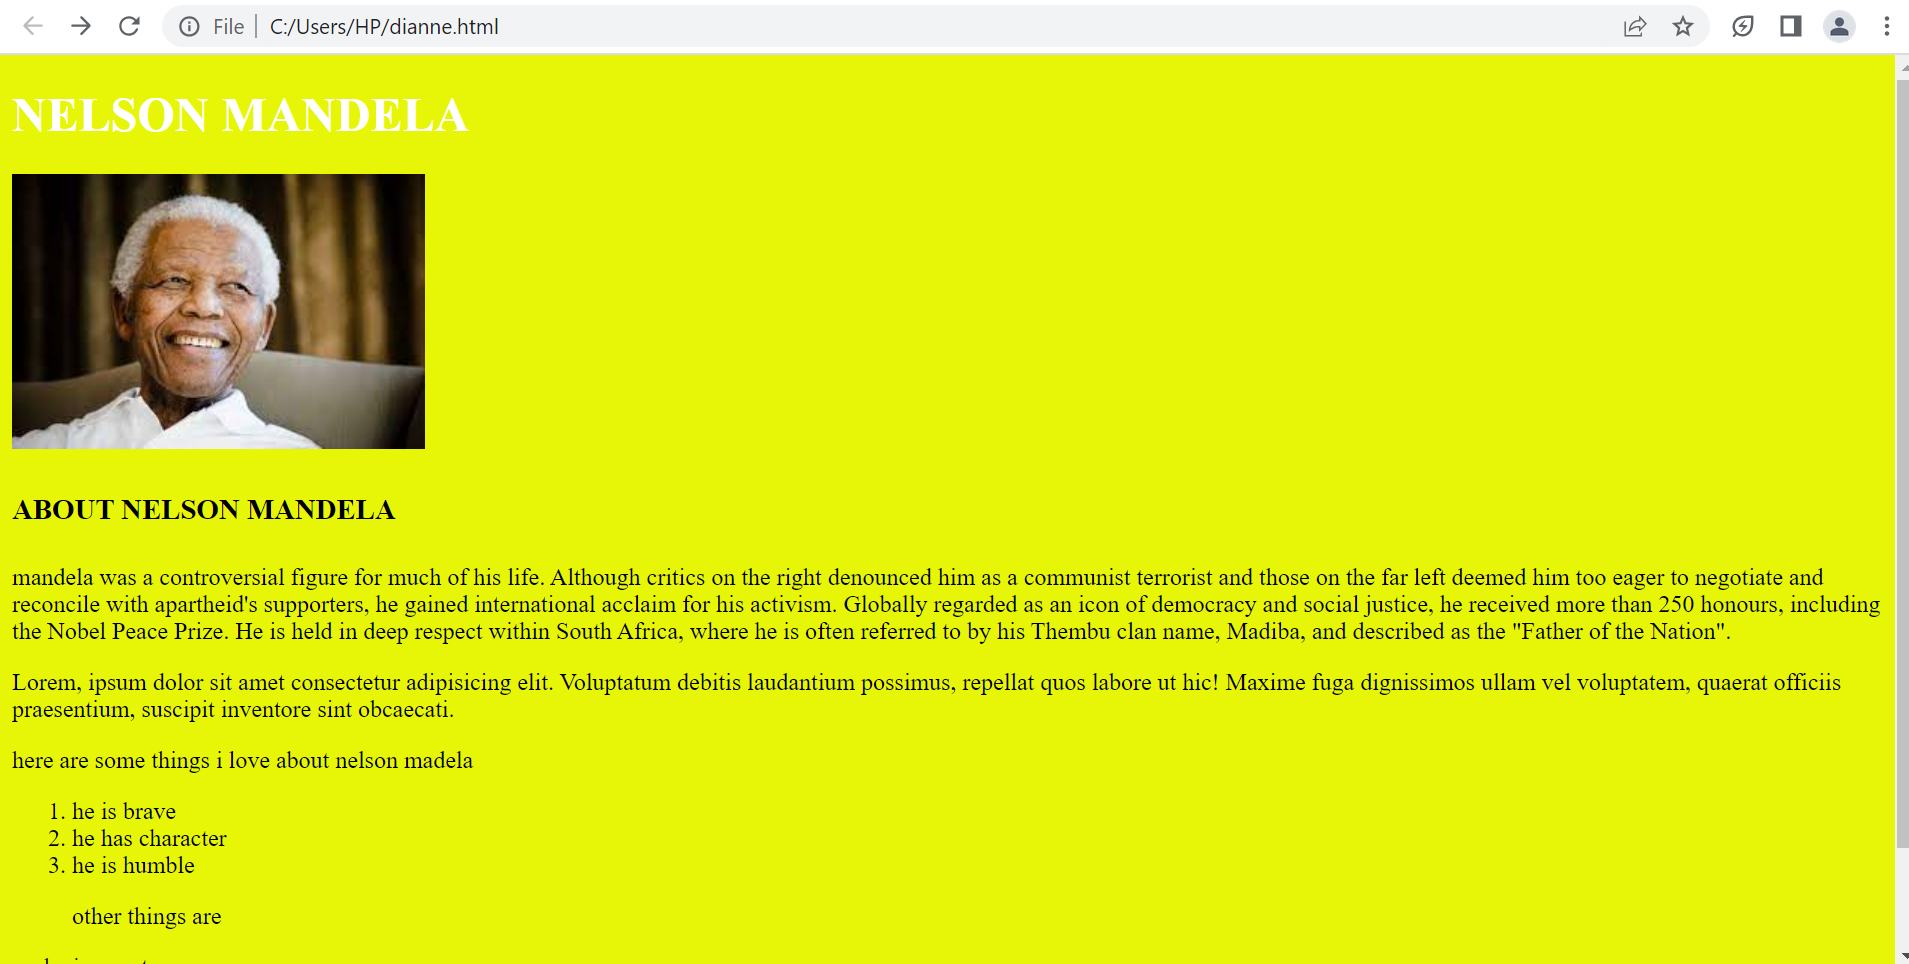 File | C:/Users/HP/dianne.html
NELSON MANDELA
ABOUT NELSON MANDELA
mandela was a controversial figure for much of his life. Although critics on the right denounced him as a communist terrorist and those on the far left deemed him too eager to negotiate and
reconcile with apartheid's supporters, he gained international acclaim for his activism. Globally regarded as an icon of democracy and social justice, he received more than 250 honours, including
the Nobel Peace Prize. He is held in deep respect within South Africa, where he is often referred to by his Thembu clan name, Madiba, and described as the "Father of the Nation".
Lorem, ipsum dolor sit amet consectetur adipisicing elit. Voluptatum debitis laudantium possimus, repellat quos labore ut hic! Maxime fuga dignissimos ullam vel voluptatem, quaerat officiis
praesentium, suscipit inventore sint obcaecati.
here are some things i love about nelson madela
1. he is brave
2. he has character
3. he is humble
other things are